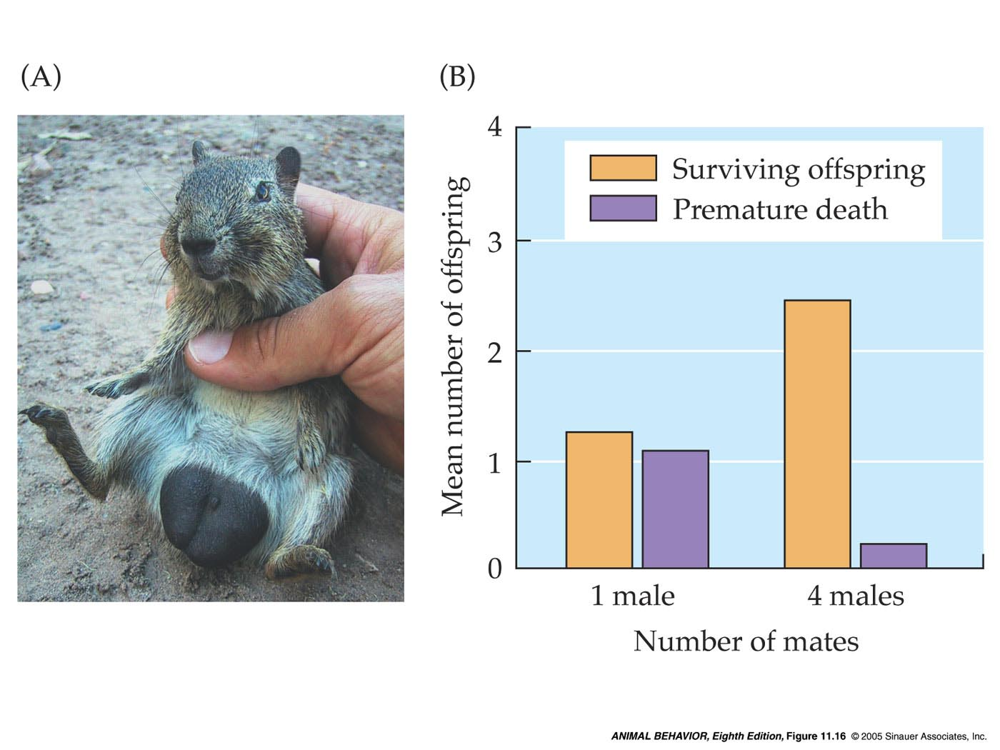 (A)
(B)
4
3
2
1
0
Mean number of offspring
Surviving offspring
Premature death
1 male
4 males
Number of mates
ANIMAL BEHAVIOR, Eighth Edition, Figure 11.16 © 2005 Sinauer Associates, Inc.